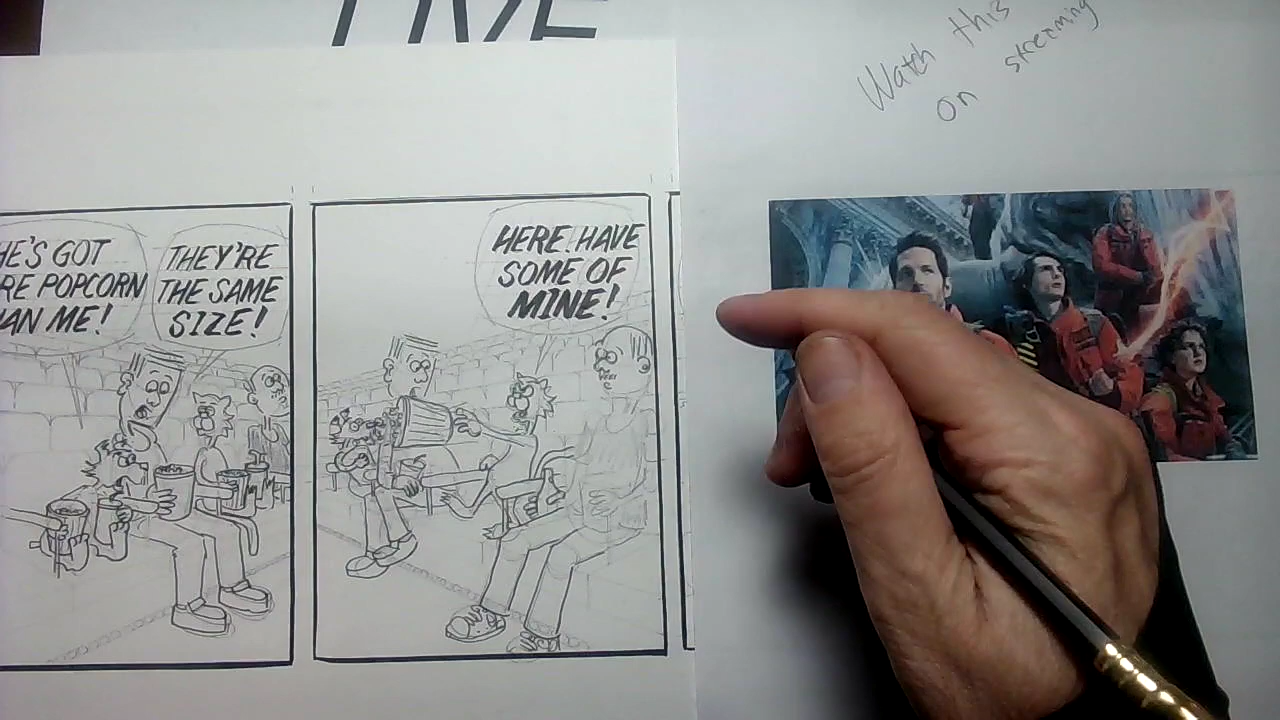 HE'S GOT
RE POPCORN
AN ME!
THEY'RE
THE SAME
SIZE!
HERE. HAVE
SOME OF
MINE!
Watch this
on streaming